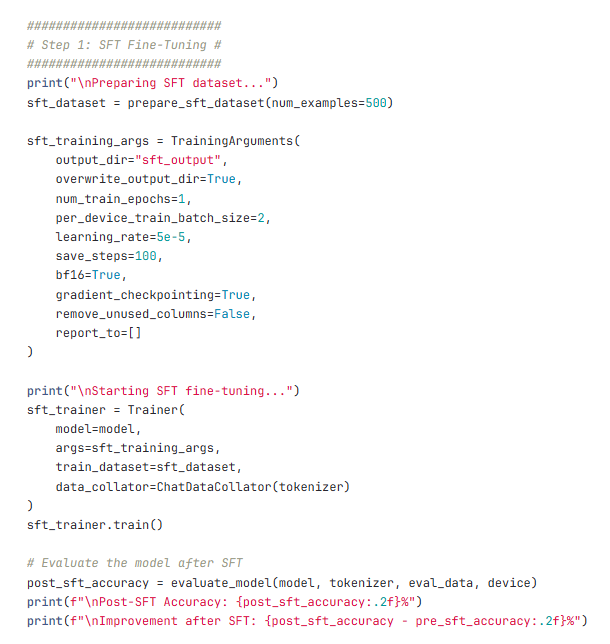 ###########################
# Step 1: SFT Fine-Tuning #
###########################
print("\nPreparing SFT dataset...")
sft_dataset = prepare_sft_dataset(num_examples=500)

sft_training_args = TrainingArguments(
    output_dir="sft_output",
    overwrite_output_dir=True,
    num_train_epochs=1,
    per_device_train_batch_size=2,
    learning_rate=5e-5,
    save_steps=100,
    bf16=True,
    gradient_checkpointing=True,
    remove_unused_columns=False,
    report_to=[]
)

print("\nStarting SFT fine-tuning...")
sft_trainer = Trainer(
    model=model,
    args=sft_training_args,
    train_dataset=sft_dataset,
    data_collator=ChatDataCollator(tokenizer)
)
sft_trainer.train()

# Evaluate the model after SFT
post_sft_accuracy = evaluate_model(model, tokenizer, eval_data, device)
print(f"\nPost-SFT Accuracy: {post_sft_accuracy:.2f}%")
print(f"\nImprovement after SFT: {post_sft_accuracy - pre_sft_accuracy:.2f}%")